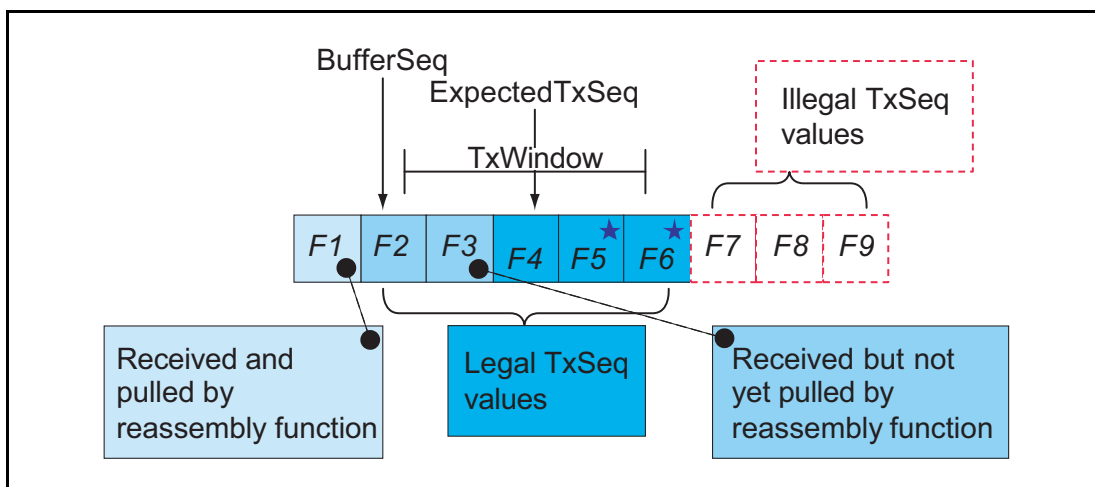 BufferSeq
ExpectedTxSeq
TxWindow
Illegal TxSeq
values
F1 F2 F3 F4 F5 F6 F7 F8 F9
Received and
pulled by
reassembly function
Legal TxSeq
values
Received but not
yet pulled by
reassembly function